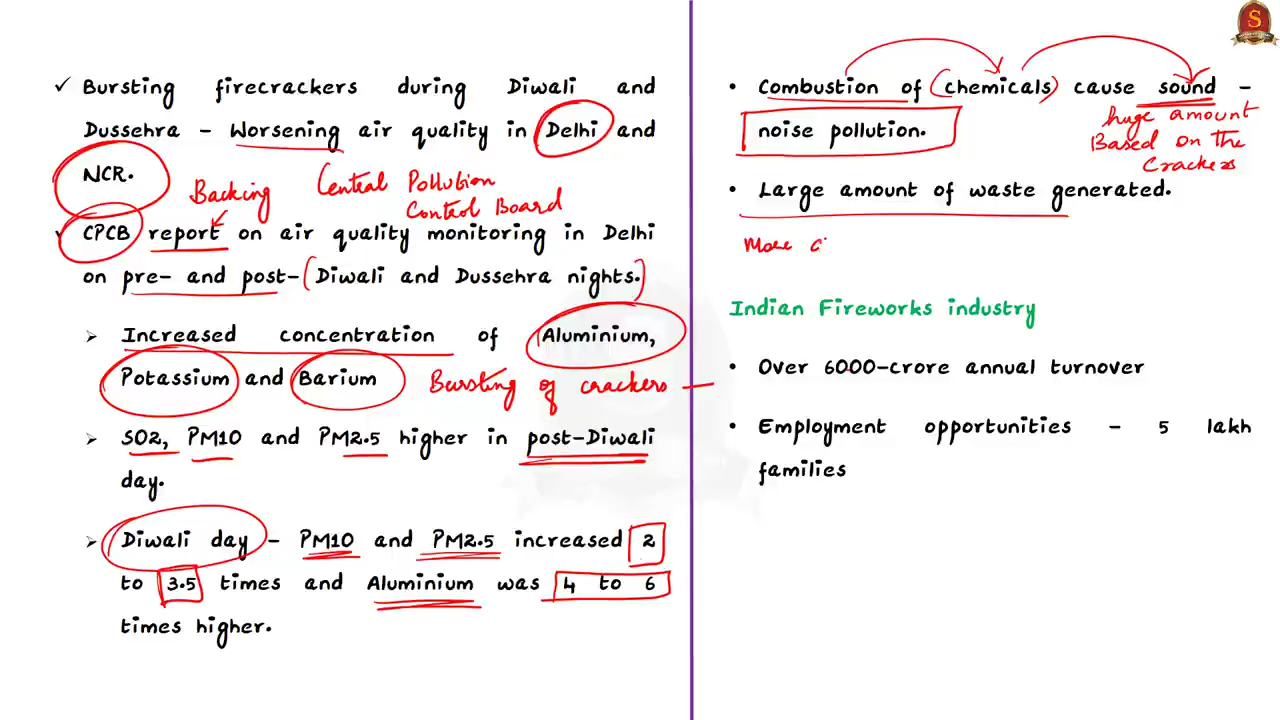 ✓ Bursting firecrackers during Diwali and
Dussehra - Worsening air quality in Delhi and
NCR.
Backing
Central Pollution
Control Board
CPCB report on air quality monitoring in Delhi
on pre- and post- (Diwali and Dussehra nights.)
➢ Increased concentration of Aluminium,
Potassium and Barium
Bursting of crackers -
➢ SO2, PM10 and PM2.5 higher in post-Diwali
day.
➢ Diwali day - PM10 and PM2.5 increased 2
to 3.5 times and Aluminium was 4 to 6
times higher.
S
• Combustion of (chemicals) cause sound -
noise pollution.
huge amount
Based on the
Crackers
• Large amount of waste generated.
More
Indian Fireworks industry
• Over 6000-crore annual turnover
• Employment opportunities - 5 lakh
families